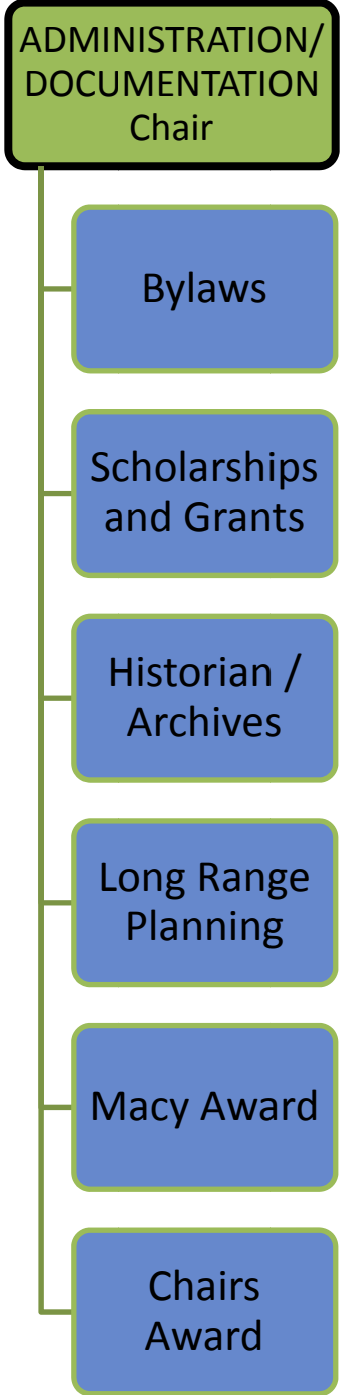 ADMINISTRATION/
DOCUMENTATION
Chair
Bylaws
Scholarships
and Grants
Historian /
Archives
Long Range
Planning
Macy Award
Chairs
Award